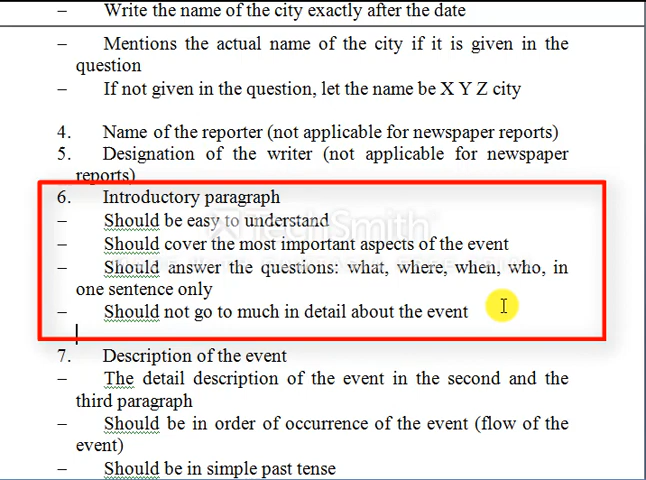 – Write the name of the city exactly after the date
– Mentions the actual name of the city if it is given in the
question
– If not given in the question, let the name be X Y Z city
4. Name of the reporter (not applicable for newspaper reports)
5. Designation of the writer (not applicable for newspaper
reports)
6. Introductory paragraph
– Should be easy to understand
– Should cover the most important aspects of the event
– Should answer the questions: what, where, when, who, in
one sentence only
– Should not go to much in detail about the event
7. Description of the event
– The detail description of the event in the second and the
third paragraph
– Should be in order of occurrence of the event (flow of the
event)
– Should be in simple past tense
TechSmith